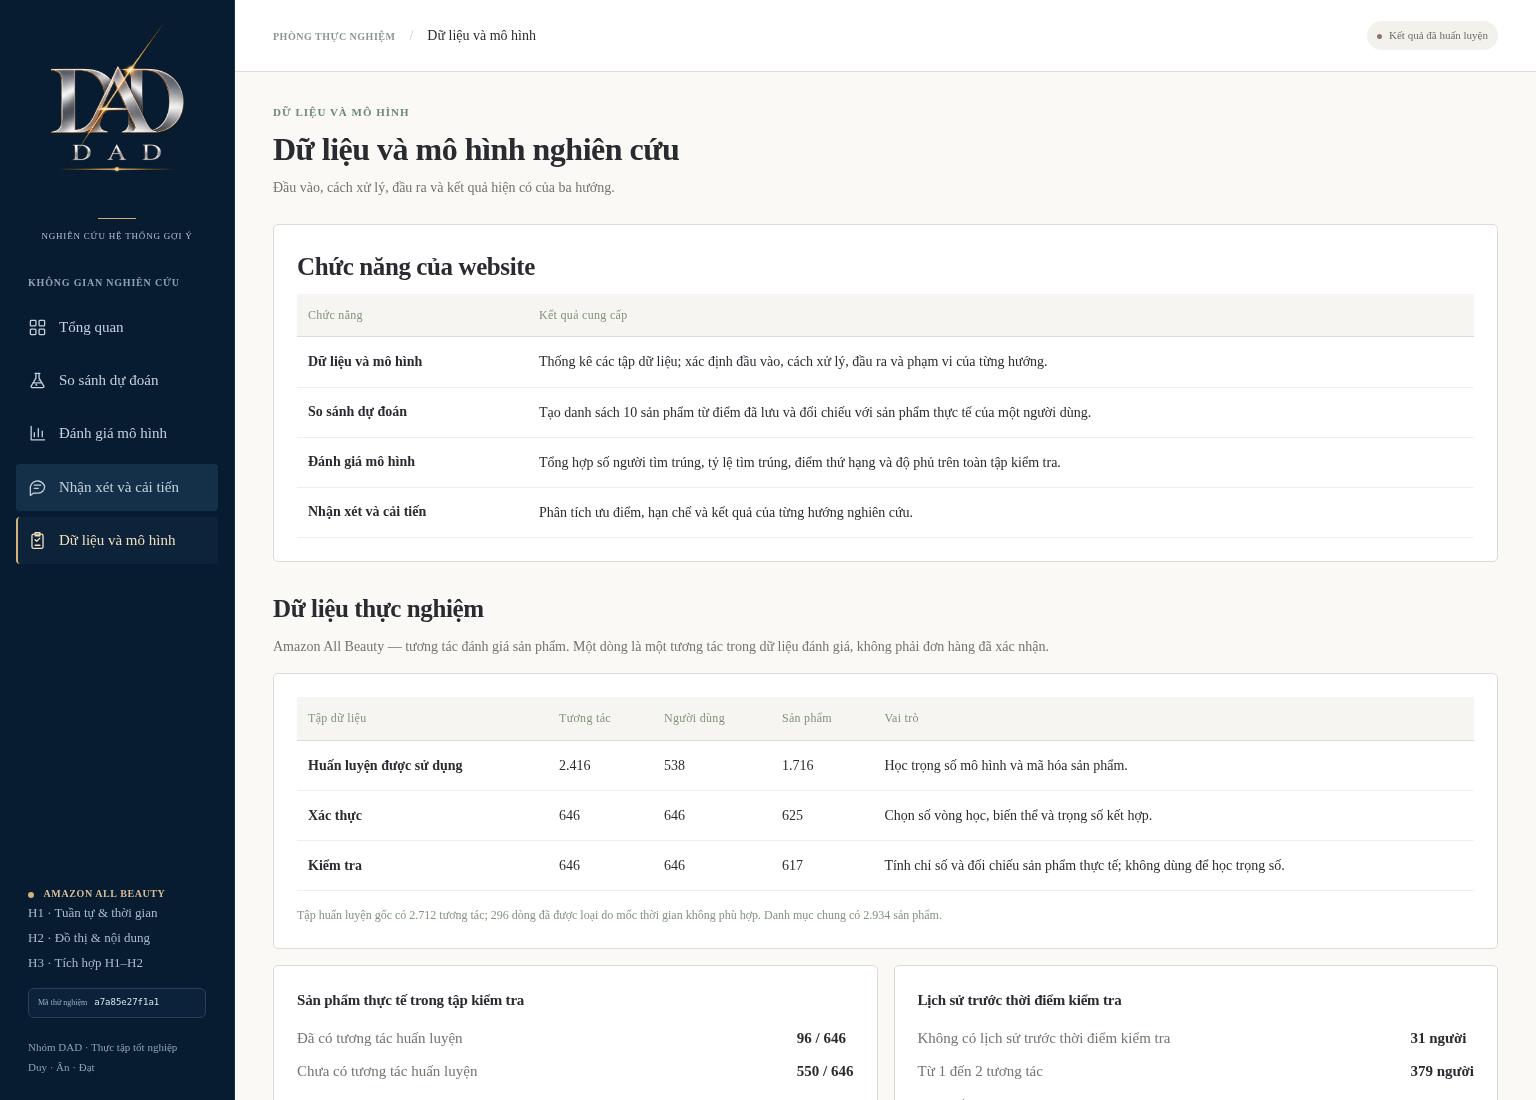 DAD
DAD
NGHIÊN CỨU HỆ THỐNG GỢI Ý
KHÔNG GIAN NGHIÊN CỨU
Tổng quan
So sánh dự đoán
Đánh giá mô hình
Nhận xét và cải tiến
Dữ liệu và mô hình
AMAZON ALL BEAUTY
H1 · Tuần tự & thời gian
H2 · Đồ thị & nội dung
H3 · Tích hợp H1–H2
Mã thử nghiệm a7a85e27f1a1
Nhóm DAD · Thực tập tốt nghiệp
Duy · Ân · Đạt
PHÒNG THỰC NGHIỆM / Dữ liệu và mô hình
Kết quả đã huấn luyện
DỮ LIỆU VÀ MÔ HÌNH
Dữ liệu và mô hình nghiên cứu
Đầu vào, cách xử lý, đầu ra và kết quả hiện có của ba hướng.
Chức năng của website
Chức năng Kết quả cung cấp
Dữ liệu và mô hình Thống kê các tập dữ liệu; xác định đầu vào, cách xử lý, đầu ra và phạm vi của từng hướng.
So sánh dự đoán Tạo danh sách 10 sản phẩm từ điểm đã lưu và đối chiếu với sản phẩm thực tế của một người dùng.
Đánh giá mô hình Tổng hợp số người tìm trúng, tỷ lệ tìm trúng, điểm thứ hạng và độ phủ trên toàn tập kiểm tra.
Nhận xét và cải tiến Phân tích ưu điểm, hạn chế và kết quả của từng hướng nghiên cứu.
Dữ liệu thực nghiệm
Amazon All Beauty — tương tác đánh giá sản phẩm. Một dòng là một tương tác trong dữ liệu đánh giá, không phải đơn hàng đã xác nhận.
Tập dữ liệu Tương tác Người dùng Sản phẩm Vai trò
Huấn luyện được sử dụng 2.416 538 1.716 Học trọng số mô hình và mã hóa sản phẩm.
Xác thực 646 646 625 Chọn số vòng học, biến thể và trọng số kết hợp.
Kiểm tra 646 646 617 Tính chỉ số và đối chiếu sản phẩm thực tế; không dùng để học trọng số.
Tập huấn luyện gốc có 2.712 tương tác; 296 dòng đã được loại do mốc thời gian không phù hợp. Danh mục chung có 2.934 sản phẩm.
Sản phẩm thực tế trong tập kiểm tra
Đã có tương tác huấn luyện 96 / 646
Chưa có tương tác huấn luyện 550 / 646
Lịch sử trước thời điểm kiểm tra
Không có lịch sử trước thời điểm kiểm tra 31 người
Từ 1 đến 2 tương tác 379 người